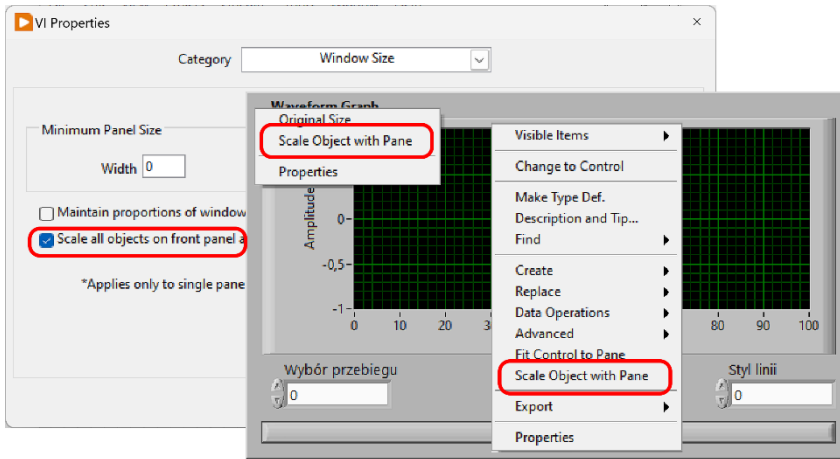 VI Properties
Category
Window Size
Minimum Panel Size
Width 0
Maintain proportions of window
Scale all objects on front panel a
*Applies only to single pane
Waveform Graph
Original Size
Scale Object with Pane
Properties
Amplitude
0-
-0,5-
-1-
0 10 20 3 80 90 100
Visible Items
Change to Control
Make Type Def.
Description and Tip...
Find
Create
Replace
Data Operations
Advanced
Fit Control to Pane
Scale Object with Pane
Export
Properties
Wybór przebiegu
0
Styl linii
0